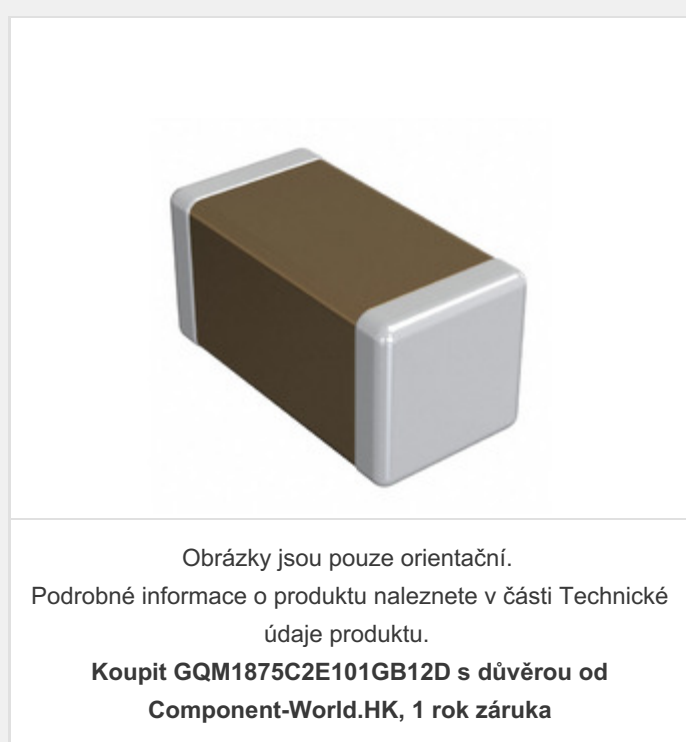 Obrázky jsou pouze orientační.
Podrobné informace o produktu naleznete v části Technické
údaje produktu.
Koupit GQM1875C2E101GB12D s důvěrou od
Component-World.HK, 1 rok záruka